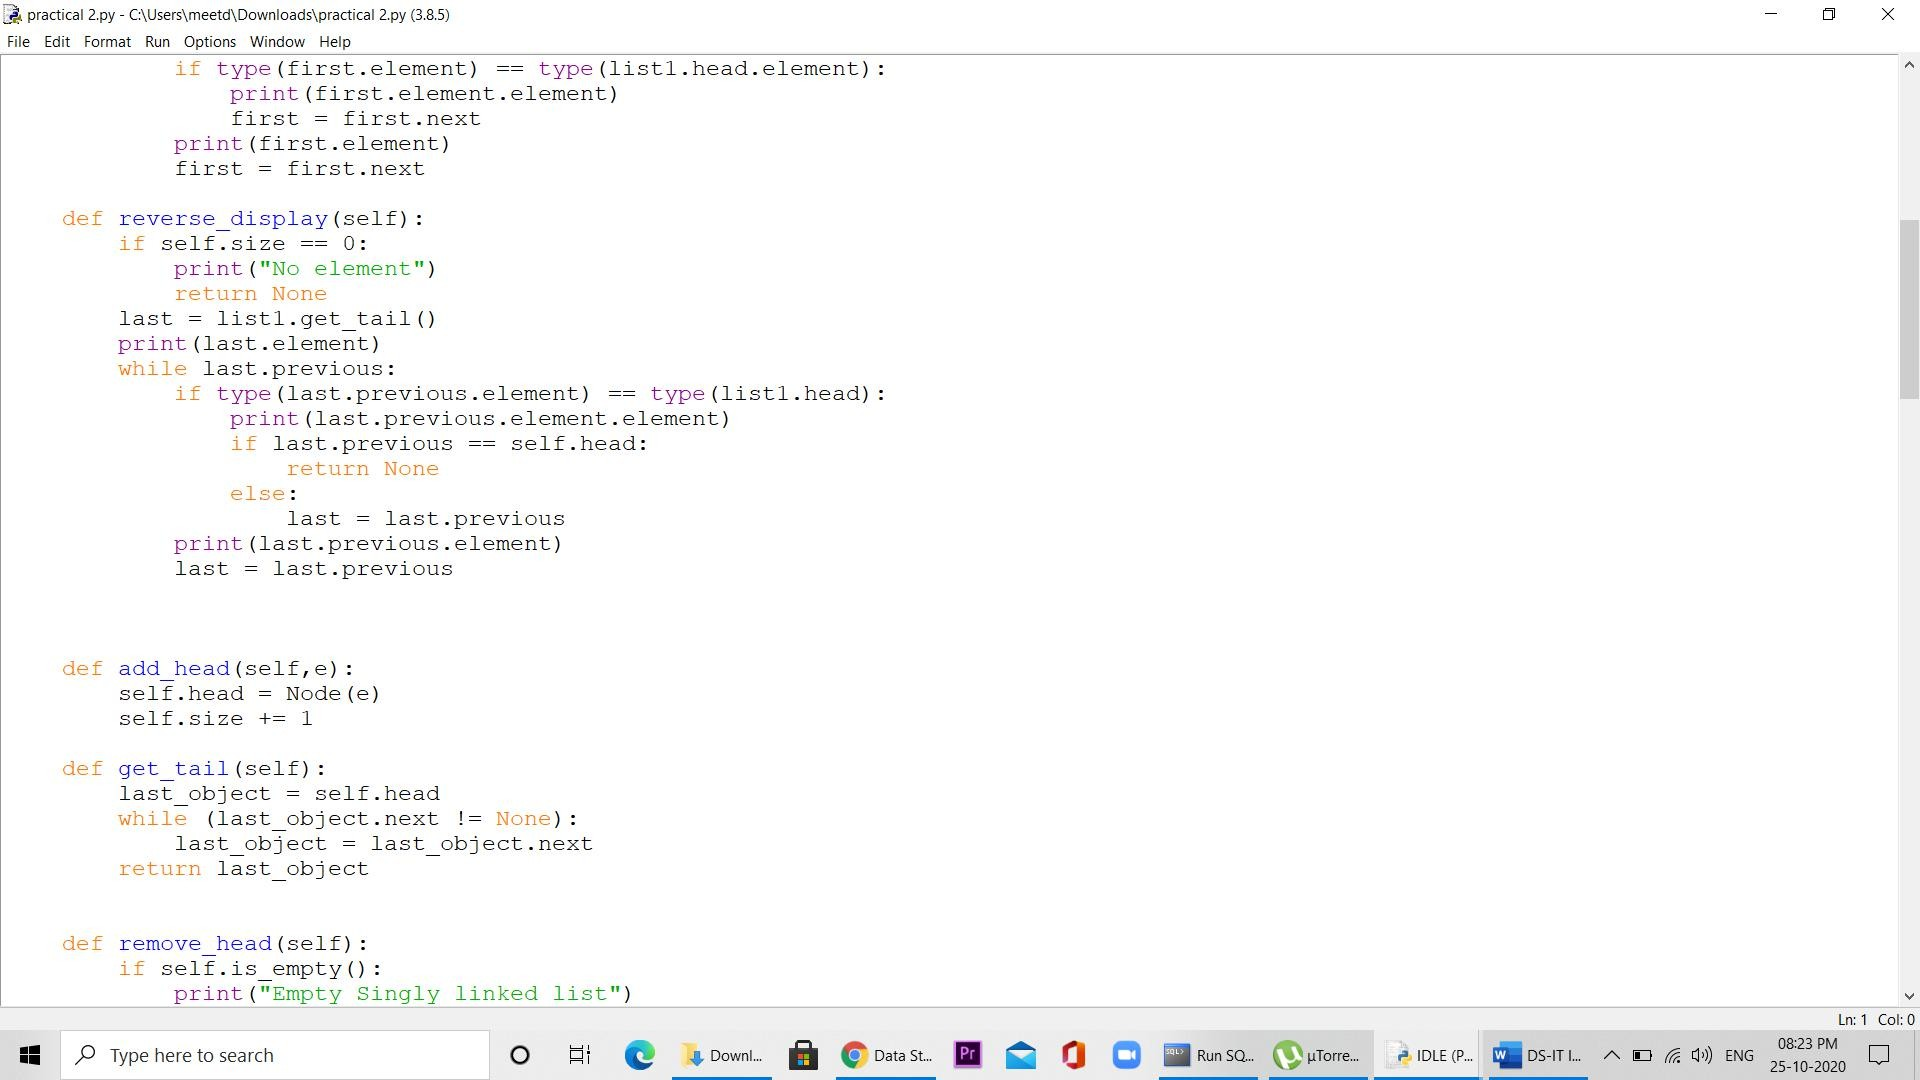 practical 2.py - C:\Users\meetd\Downloads\practical 2.py (3.8.5)
File Edit Format Run Options Window Help
            if type(first.element) == type(list1.head.element):
                print(first.element.element)
                first = first.next
            print(first.element)
            first = first.next

    def reverse_display(self):
        if self.size == 0:
            print("No element")
            return None
        last = list1.get_tail()
        print(last.element)
        while last.previous:
            if type(last.previous.element) == type(list1.head):
                print(last.previous.element.element)
                if last.previous == self.head:
                    return None
                else:
                    last = last.previous
            print(last.previous.element)
            last = last.previous

    def add_head(self,e):
        self.head = Node(e)
        self.size += 1

    def get_tail(self):
        last_object = self.head
        while (last_object.next != None):
            last_object = last_object.next
        return last_object

    def remove_head(self):
        if self.is_empty():
            print("Empty Singly linked list")
Ln: 1 Col: 0
Type here to search
Downl...
Data St...
Pr
SQL>
Run SQ...
µTorre...
IDLE (P...
W
DS-IT I...
ENG
08:23 PM
25-10-2020